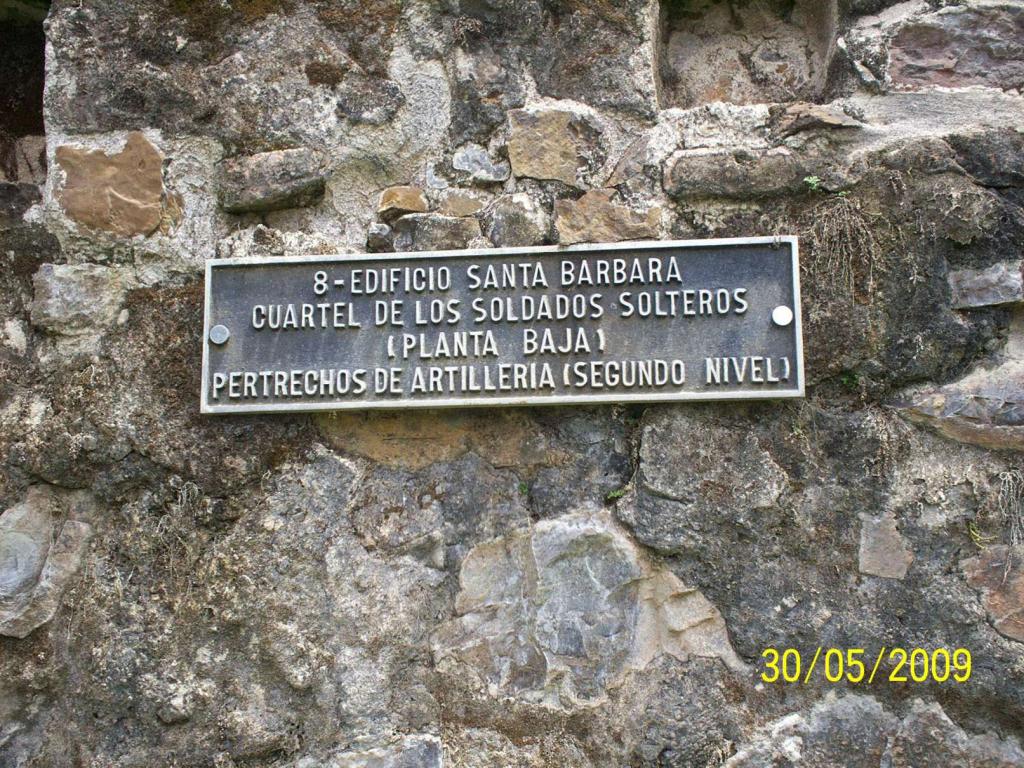 8-EDIFICIO SANTA BARBARA
CUARTEL DE LOS SOLDADOS SOLTEROS
(PLANTA BAJA)
PERTRECHOS DE ARTILLERIA (SEGUNDO NIVEL)
30/05/2009